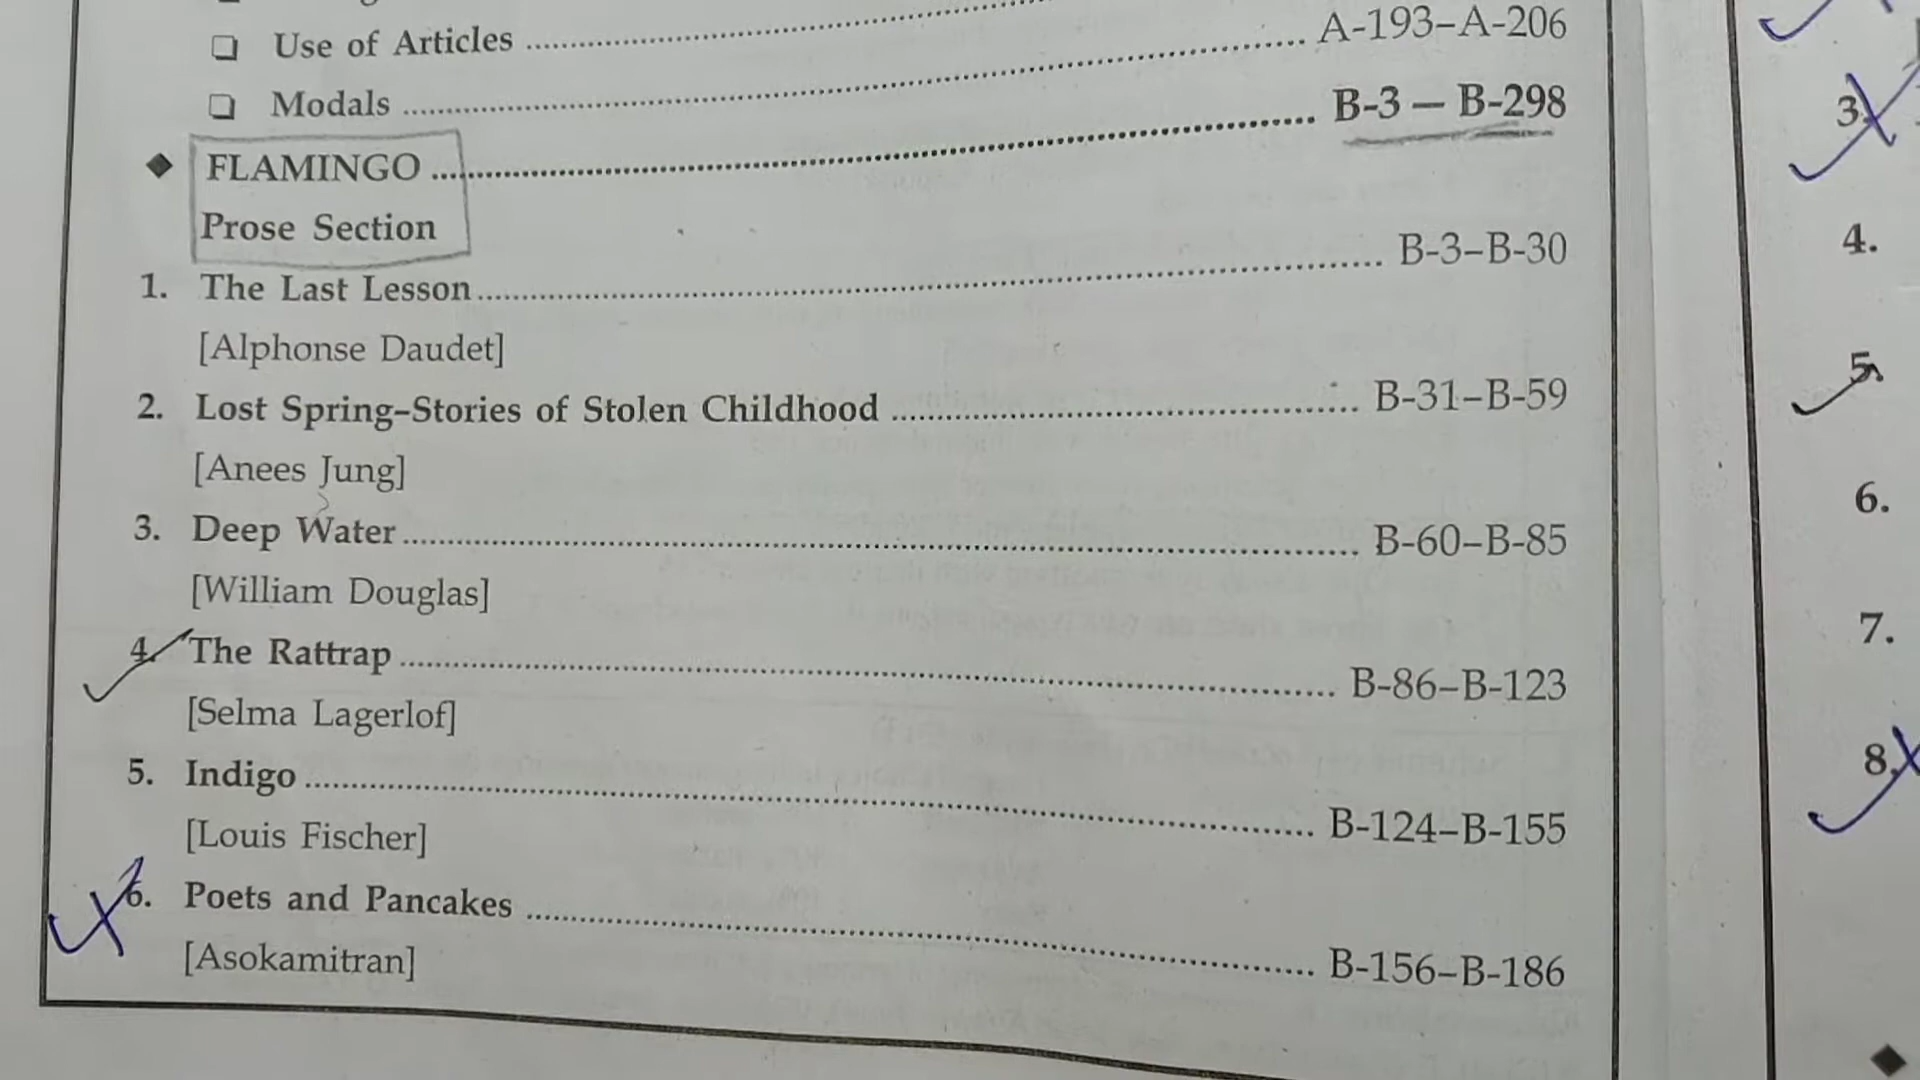 ❑ Use of Articles ........................
❑ Modals ........................ A-193–A-206
◆ FLAMINGO ........................ B-3 — B-298
Prose Section
1. The Last Lesson ........................ B-3–B-30
[Alphonse Daudet]
2. Lost Spring–Stories of Stolen Childhood ........................ B-31–B-59
[Anees Jung]
3. Deep Water ........................ B-60–B-85
[William Douglas]
4. The Rattrap ........................ B-86–B-123
[Selma Lagerlof]
5. Indigo ........................ B-124–B-155
[Louis Fischer]
6. Poets and Pancakes ........................ B-156–B-186
[Asokamitran]
3.
4.
5.
6.
7.
8.